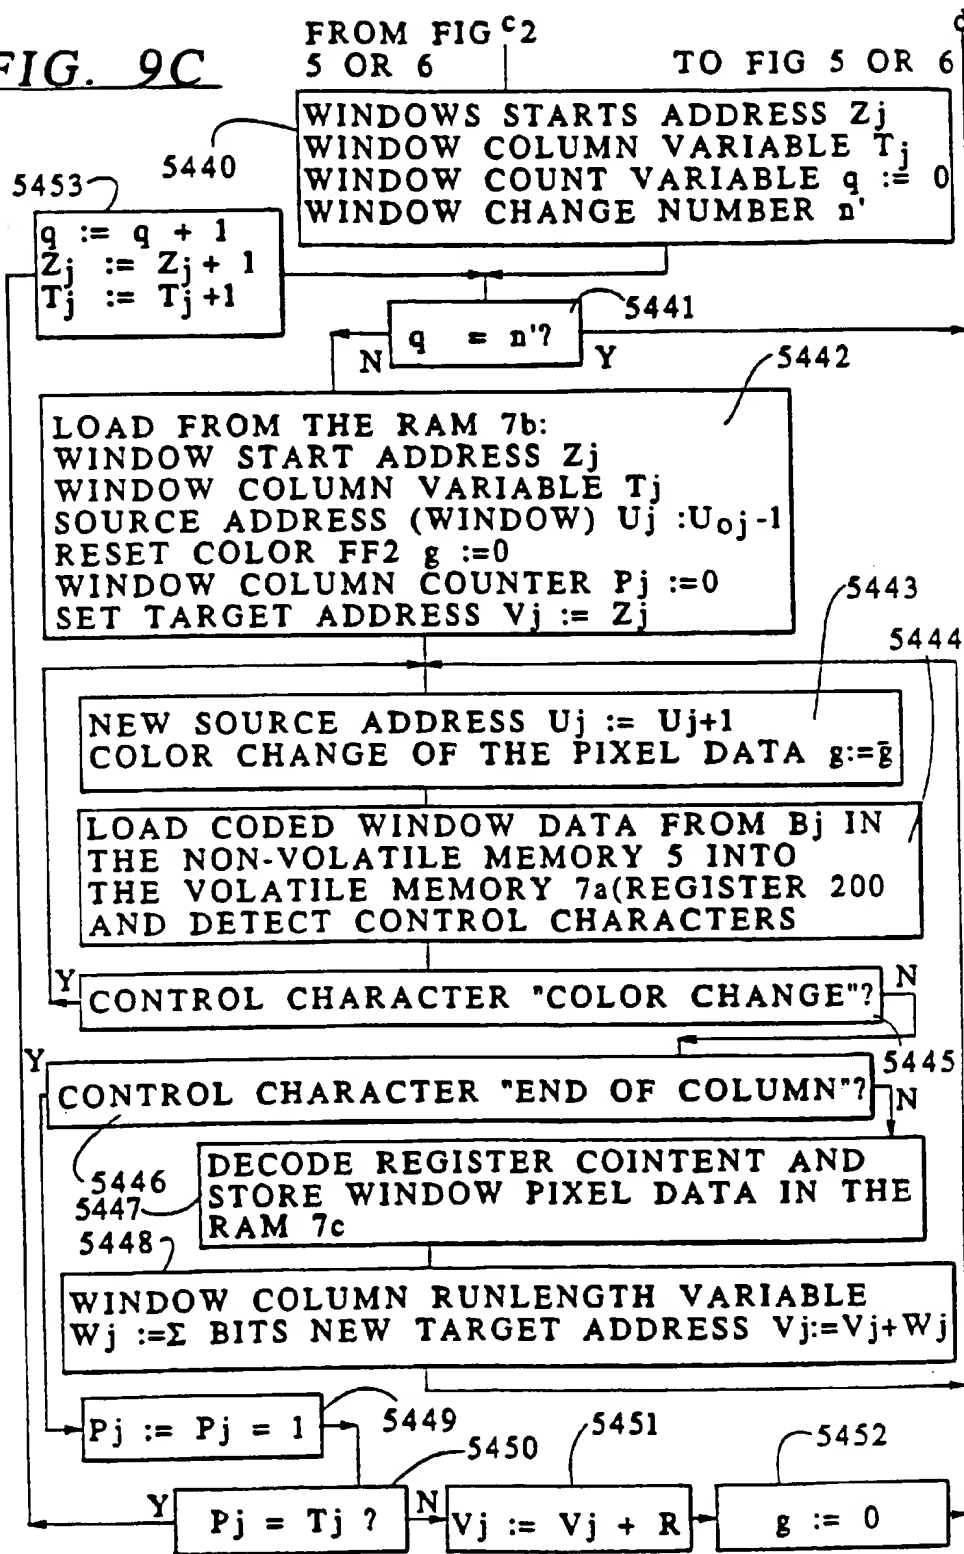 FIG. 9C
FROM FIG c2
5 OR 6
TO FIG 5 OR 6
d
5440
WINDOWS STARTS ADDRESS Zj
WINDOW COLUMN VARIABLE Tj
WINDOW COUNT VARIABLE q := 0
WINDOW CHANGE NUMBER n'
5453
q := q + 1
Zj := Zj + 1
Tj := Tj +1
5441
q = n'?
N
Y
5442
LOAD FROM THE RAM 7b:
WINDOW START ADDRESS Zj
WINDOW COLUMN VARIABLE Tj
SOURCE ADDRESS (WINDOW) Uj :Uoj-1
RESET COLOR FF2 g :=0
WINDOW COLUMN COUNTER Pj :=0
SET TARGET ADDRESS Vj := Zj
5443
5444
NEW SOURCE ADDRESS Uj := Uj+1
COLOR CHANGE OF THE PIXEL DATA g:=g̅
LOAD CODED WINDOW DATA FROM Bj IN
THE NON-VOLATILE MEMORY 5 INTO
THE VOLATILE MEMORY 7a(REGISTER 200
AND DETECT CONTROL CHARACTERS
Y
CONTROL CHARACTER "COLOR CHANGE"?
N
5445
Y
CONTROL CHARACTER "END OF COLUMN"?
N
5446
5447
DECODE REGISTER COINTENT AND
STORE WINDOW PIXEL DATA IN THE
RAM 7c
5448
WINDOW COLUMN RUNLENGTH VARIABLE
Wj :=Σ BITS NEW TARGET ADDRESS Vj:=Vj+Wj
Pj := Pj = 1
5449
5450
5451
5452
Y
Pj = Tj ?
N
Vj := Vj + R
g := 0